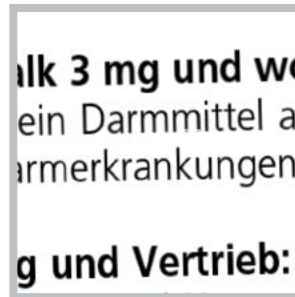 alk 3 mg und we
ein Darmmittel a
armerkrankungen
g und Vertrieb: